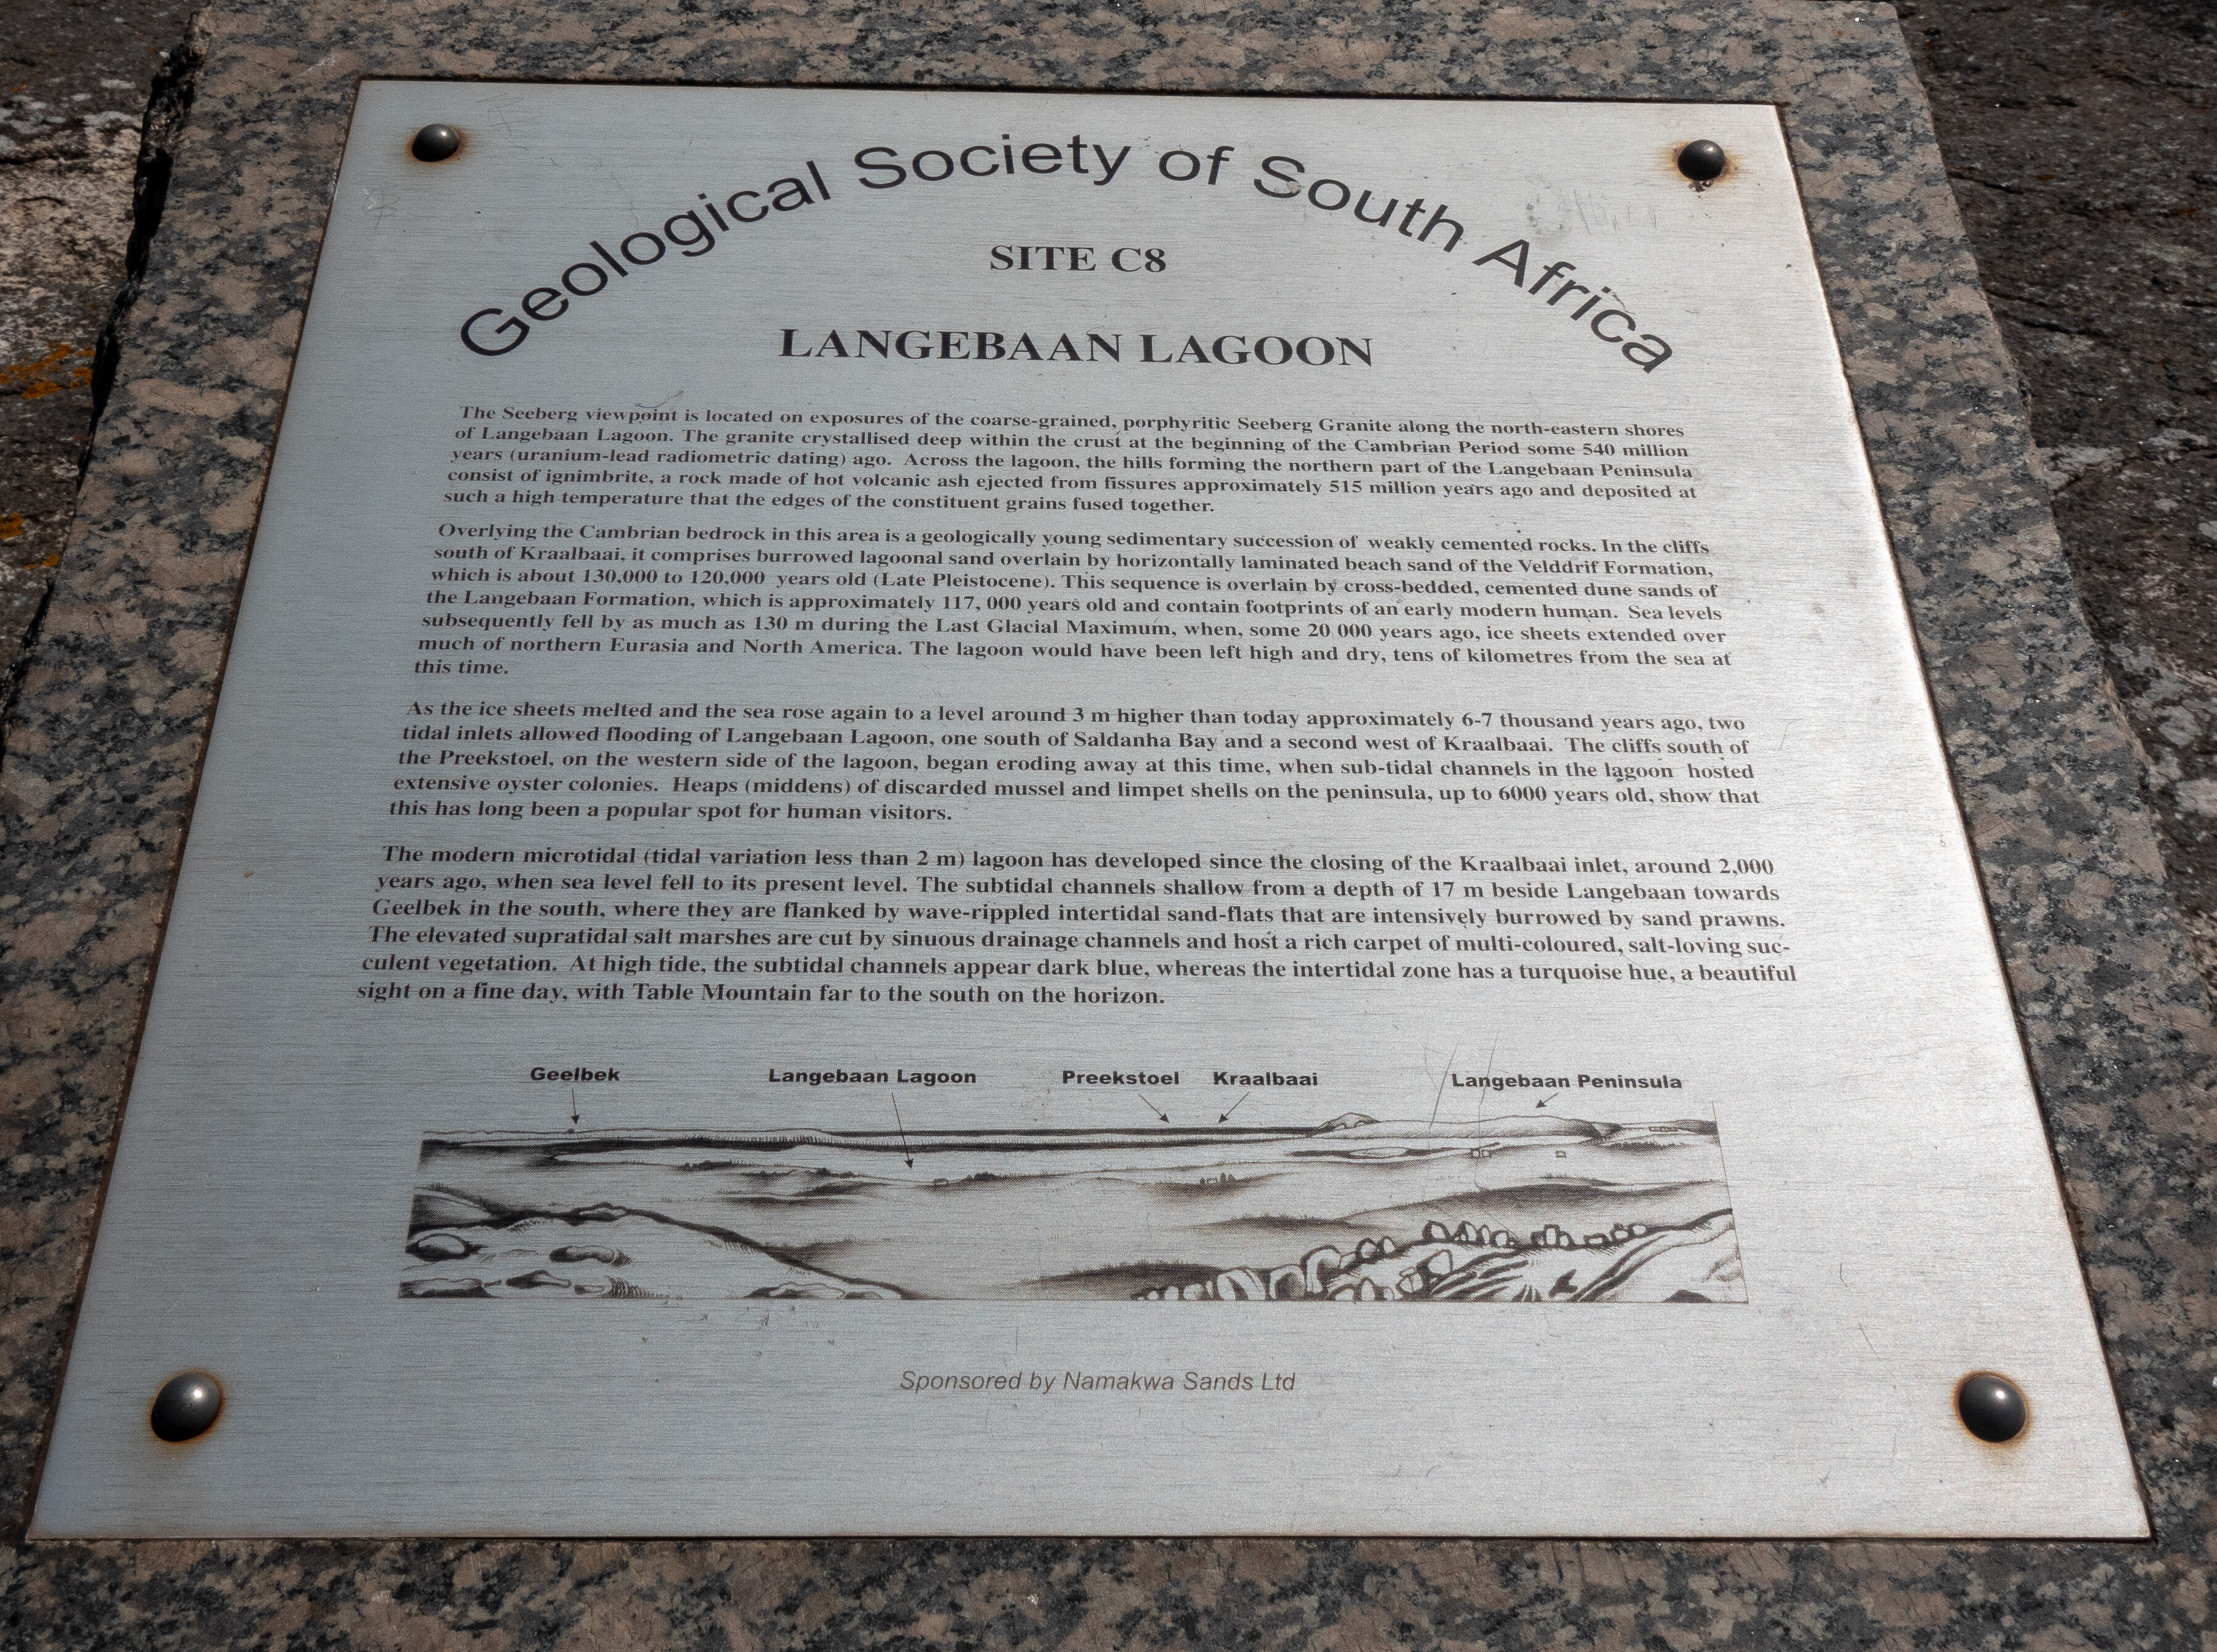 Geological Society of South Africa
SITE C8
LANGEBAAN LAGOON
The Seeberg viewpoint is located on exposures of the coarse-grained, porphyritic Seeberg Granite along the north-eastern shores
of Langebaan Lagoon. The granite crystallised deep within the crust at the beginning of the Cambrian Period some 540 million
years (uranium-lead radiometric dating) ago. Across the lagoon, the hills forming the northern part of the Langebaan Peninsula
consist of ignimbrite, a rock made of hot volcanic ash ejected from fissures approximately 515 million years ago and deposited at
such a high temperature that the edges of the constituent grains fused together.
Overlying the Cambrian bedrock in this area is a geologically young sedimentary succession of weakly cemented rocks. In the cliffs
south of Kraalbaai, it comprises burrowed lagoonal sand overlain by horizontally laminated beach sand of the Velddrif Formation,
which is about 130,000 to 120,000 years old (Late Pleistocene). This sequence is overlain by cross-bedded, cemented dune sands of
the Langebaan Formation, which is approximately 117, 000 years old and contain footprints of an early modern human. Sea levels
subsequently fell by as much as 130 m during the Last Glacial Maximum, when, some 20 000 years ago, ice sheets extended over
much of northern Eurasia and North America. The lagoon would have been left high and dry, tens of kilometres from the sea at
this time.
As the ice sheets melted and the sea rose again to a level around 3 m higher than today approximately 6-7 thousand years ago, two
tidal inlets allowed flooding of Langebaan Lagoon, one south of Saldanha Bay and a second west of Kraalbaai. The cliffs south of
the Preekstoel, on the western side of the lagoon, began eroding away at this time, when sub-tidal channels in the lagoon hosted
extensive oyster colonies. Heaps (middens) of discarded mussel and limpet shells on the peninsula, up to 6000 years old, show that
this has long been a popular spot for human visitors.
The modern microtidal (tidal variation less than 2 m) lagoon has developed since the closing of the Kraalbaai inlet, around 2,000
years ago, when sea level fell to its present level. The subtidal channels shallow from a depth of 17 m beside Langebaan towards
Geelbek in the south, where they are flanked by wave-rippled intertidal sand-flats that are intensively burrowed by sand prawns.
The elevated supratidal salt marshes are cut by sinuous drainage channels and host a rich carpet of multi-coloured, salt-loving suc-
culent vegetation. At high tide, the subtidal channels appear dark blue, whereas the intertidal zone has a turquoise hue, a beautiful
sight on a fine day, with Table Mountain far to the south on the horizon.
Geelbek Langebaan Lagoon Preekstoel Kraalbaai Langebaan Peninsula
Sponsored by Namakwa Sands Ltd